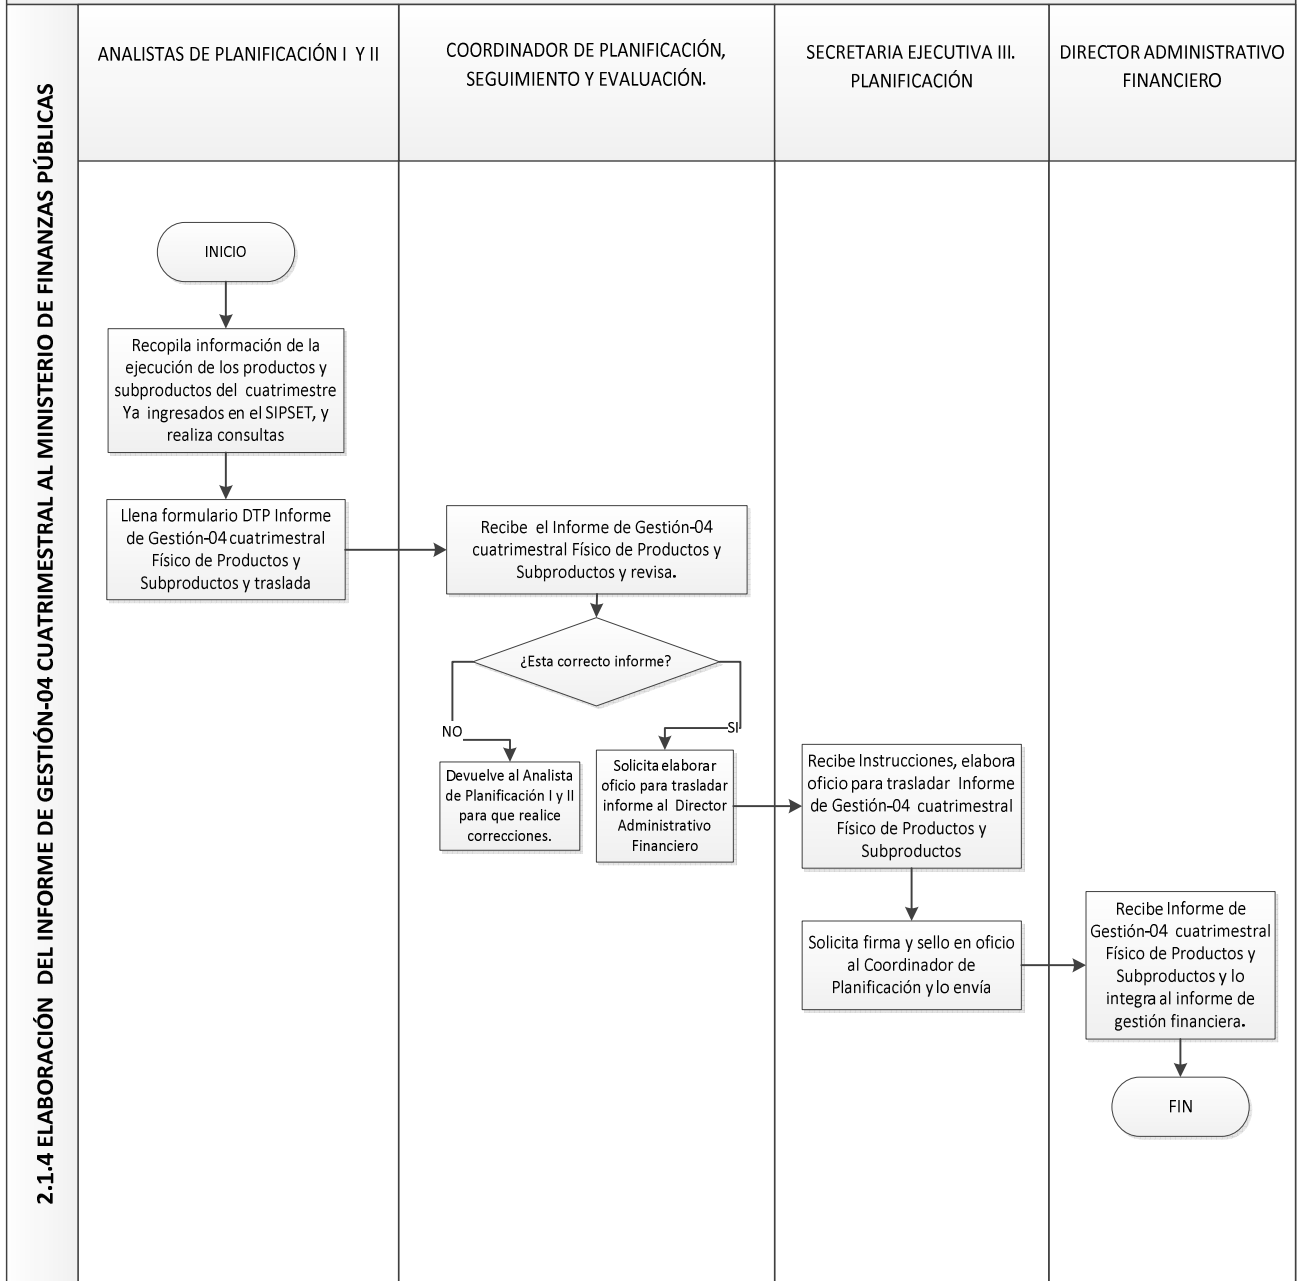 2.1.4 ELABORACIÓN DEL INFORME DE GESTIÓN-04 CUATRIMESTRAL AL MINISTERIO DE FINANZAS PÚBLICAS
ANALISTAS DE PLANIFICACIÓN I Y II
COORDINADOR DE PLANIFICACIÓN,
SEGUIMIENTO Y EVALUACIÓN.
SECRETARIA EJECUTIVA III.
PLANIFICACIÓN
DIRECTOR ADMINISTRATIVO
FINANCIERO
INICIO
Recopila información de la
ejecución de los productos y
subproductos del cuatrimestre
Ya ingresados en el SIPSET, y
realiza consultas
Llena formulario DTP Informe
de Gestión-04 cuatrimestral
Físico de Productos y
Subproductos y traslada
Recibe el Informe de Gestión-04
cuatrimestral Físico de Productos y
Subproductos y revisa.
¿Esta correcto informe?
NO
SI
Devuelve al Analista
de Planificación I y II
para que realice
correcciones.
Solicita elaborar
oficio para trasladar
informe al Director
Administrativo
Financiero
Recibe Instrucciones, elabora
oficio para trasladar Informe
de Gestión-04 cuatrimestral
Físico de Productos y
Subproductos
Solicita firma y sello en oficio
al Coordinador de
Planificación y lo envía
Recibe Informe de
Gestión-04 cuatrimestral
Físico de Productos y
Subproductos y lo
integra al informe de
gestión financiera.
FIN